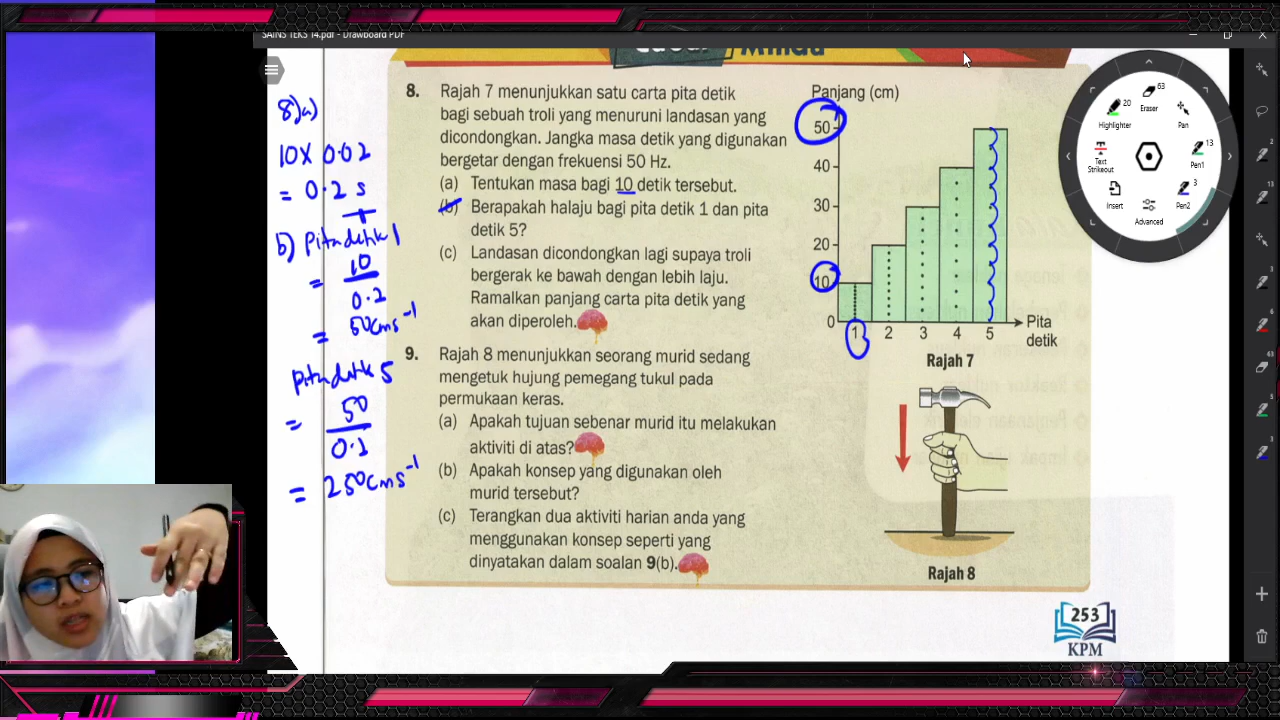 SAINS TEKS T4.pdf - Drawboard PDF
8)a)
10 X 0.02
= 0.2 s
b) Pita detik 1
= 10
0.2
= 50 cms⁻¹
Pita detik 5
= 50
0.2
= 250 cms⁻¹
8. Rajah 7 menunjukkan satu carta pita detik
bagi sebuah troli yang menuruni landasan yang
dicondongkan. Jangka masa detik yang digunakan
bergetar dengan frekuensi 50 Hz.
(a) Tentukan masa bagi 10 detik tersebut.
(b) Berapakah halaju bagi pita detik 1 dan pita
detik 5?
(c) Landasan dicondongkan lagi supaya troli
bergerak ke bawah dengan lebih laju.
Ramalkan panjang carta pita detik yang
akan diperoleh.
9. Rajah 8 menunjukkan seorang murid sedang
mengetuk hujung pemegang tukul pada
permukaan keras.
(a) Apakah tujuan sebenar murid itu melakukan
aktiviti di atas?
(b) Apakah konsep yang digunakan oleh
murid tersebut?
(c) Terangkan dua aktiviti harian anda yang
menggunakan konsep seperti yang
dinyatakan dalam soalan 9(b).
Panjang (cm)
50
40
30
20
10
0
1 2 3 4 5
Pita
detik
Rajah 7
Rajah 8
253
KPM
63
Eraser
20
Highlighter
Pan
Text
Strikeout
13
Pen1
Insert
3
Pen2
Advanced